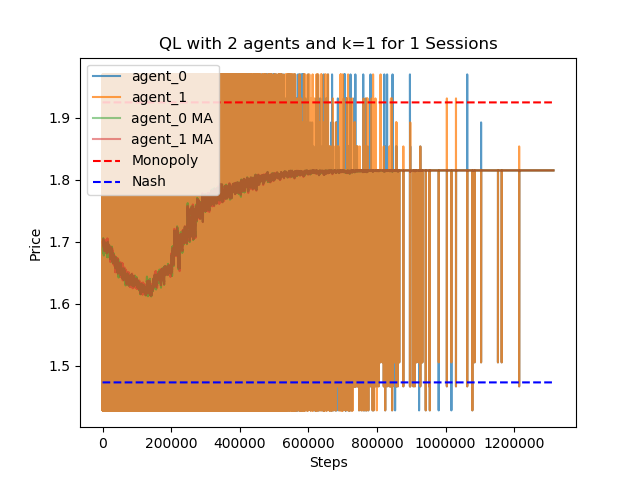 QL with 2 agents and k=1 for 1 Sessions
agent_0
agent_1
agent_0 MA
agent_1 MA
Monopoly
Nash
1.9
1.8
1.7
1.6
1.5
Price
0 200000 400000 600000 800000 1000000 1200000
Steps